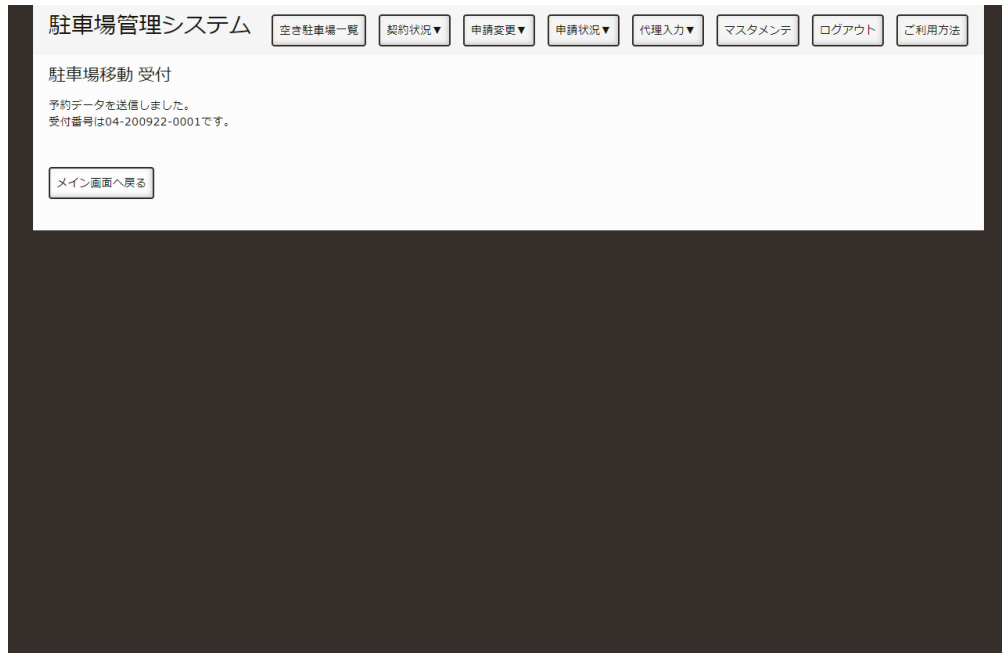 駐車場管理システム
空き駐車場一覧
契約状況▼
申請変更▼
申請状況▼
代理入力▼
マスタメンテ
ログアウト
ご利用方法
駐車場移動 受付
予約データを送信しました。
受付番号は04-200922-0001です。
メイン画面へ戻る